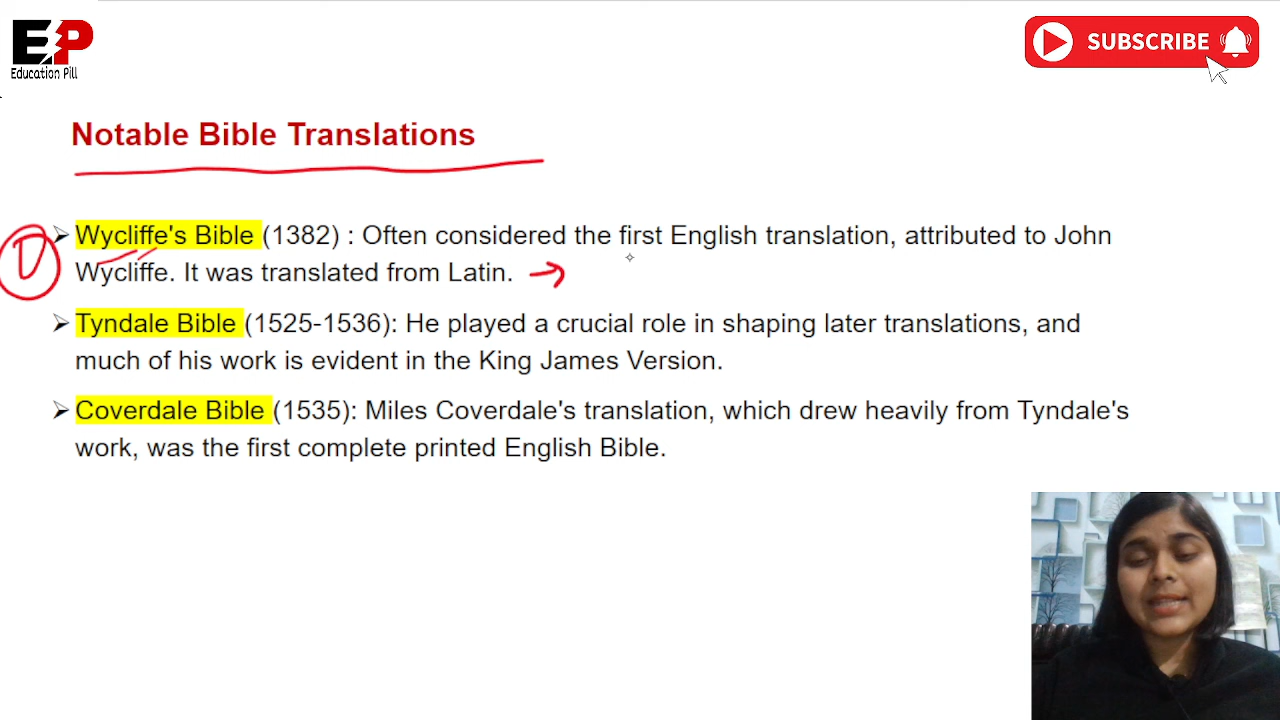 EP
Education Pill
SUBSCRIBE
Notable Bible Translations
Wycliffe's Bible (1382) : Often considered the first English translation, attributed to John
Wycliffe. It was translated from Latin.
Tyndale Bible (1525-1536): He played a crucial role in shaping later translations, and
much of his work is evident in the King James Version.
Coverdale Bible (1535): Miles Coverdale's translation, which drew heavily from Tyndale's
work, was the first complete printed English Bible.